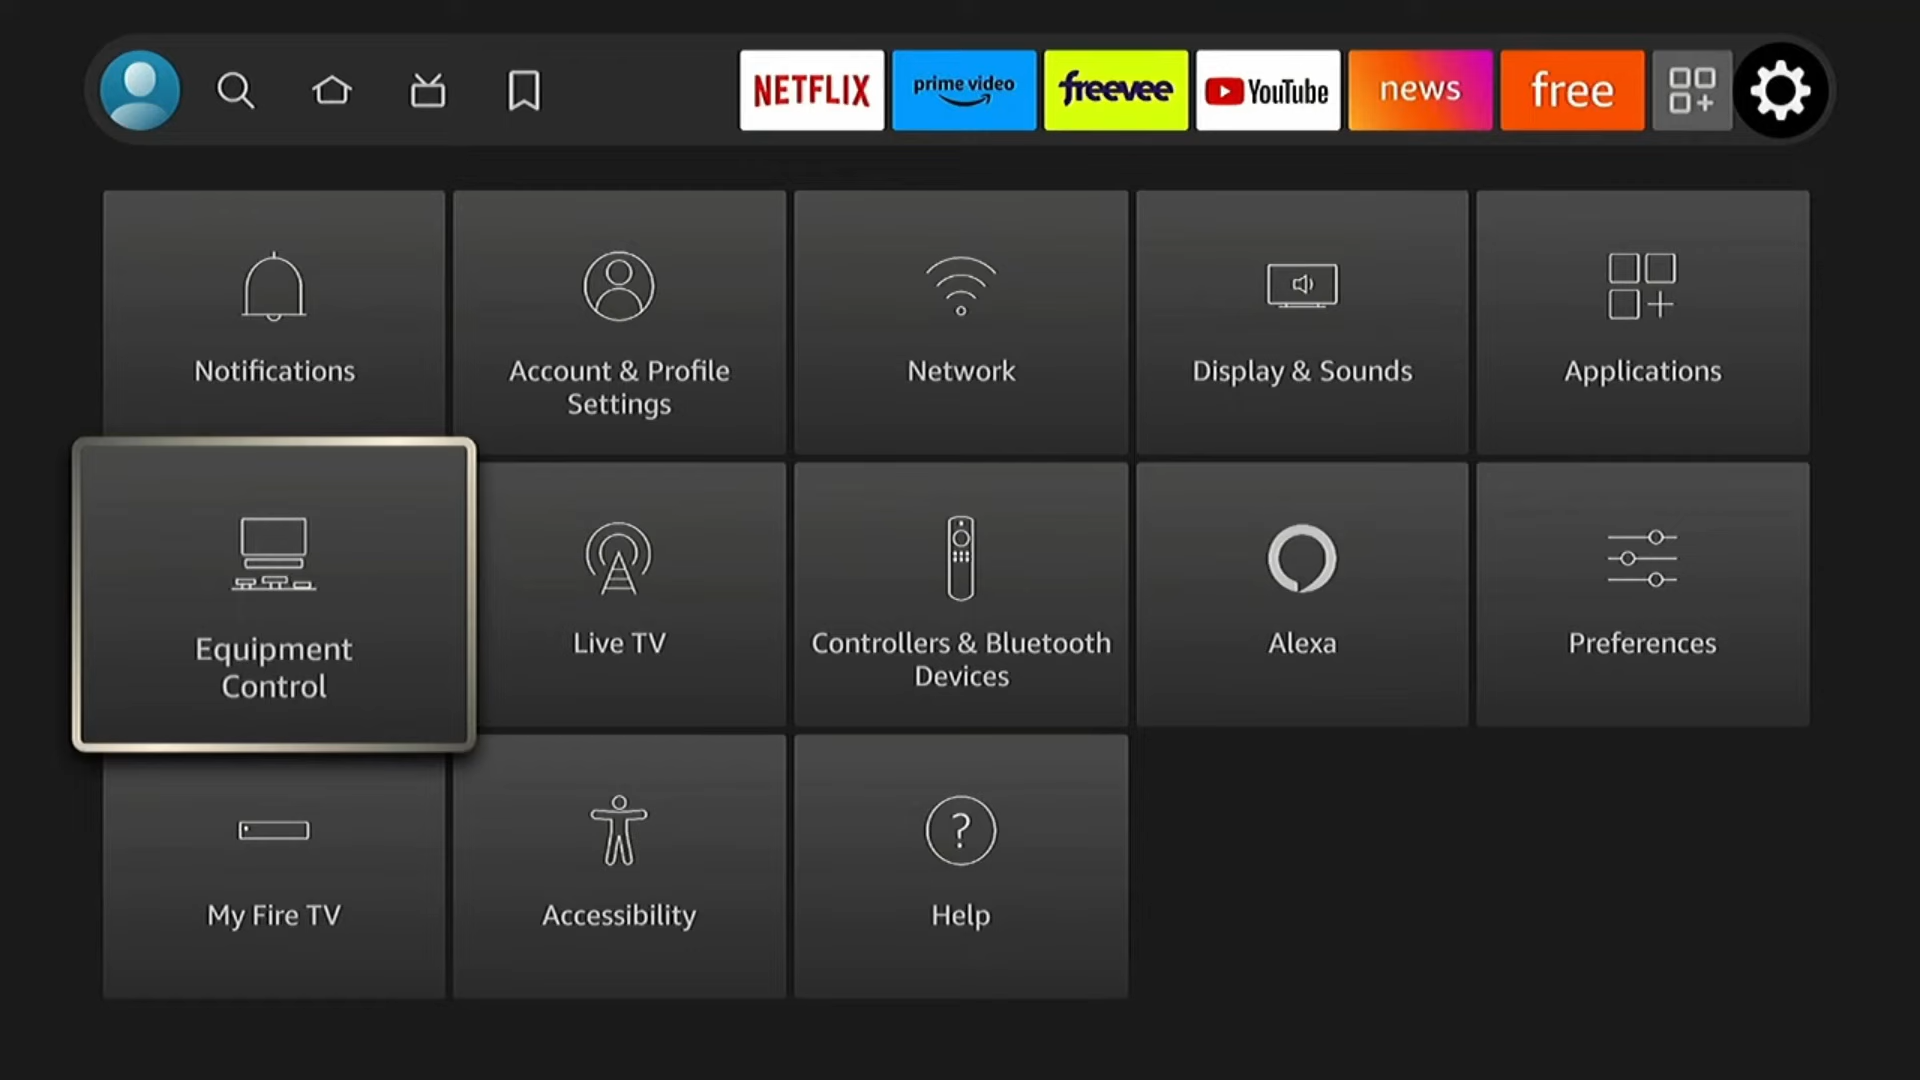 NETFLIX
prime video
freevee
YouTube
news
free
Notifications
Account & Profile
Settings
Network
Display & Sounds
Applications
Equipment
Control
Live TV
Controllers & Bluetooth
Devices
Alexa
Preferences
My Fire TV
Accessibility
?
Help